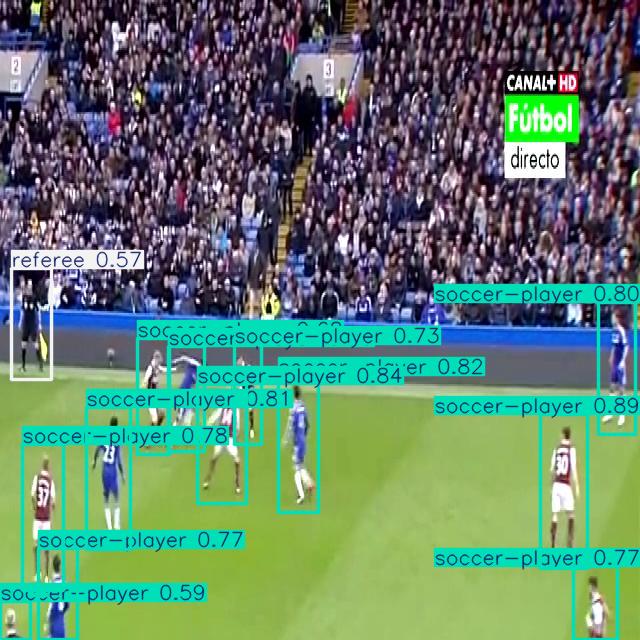 2
3
CANAL+ HD
Fútbol
directo
referee 0.57
soccer-player 0.80
soccer-player 0.73
soccer-player 0.82
soccer-player 0.84
0.81
soccer-player 0.89
soccer-player 0.78
23
30
37
soccer-player 0.77
soccer-player 0.77
soccer-player 0.59